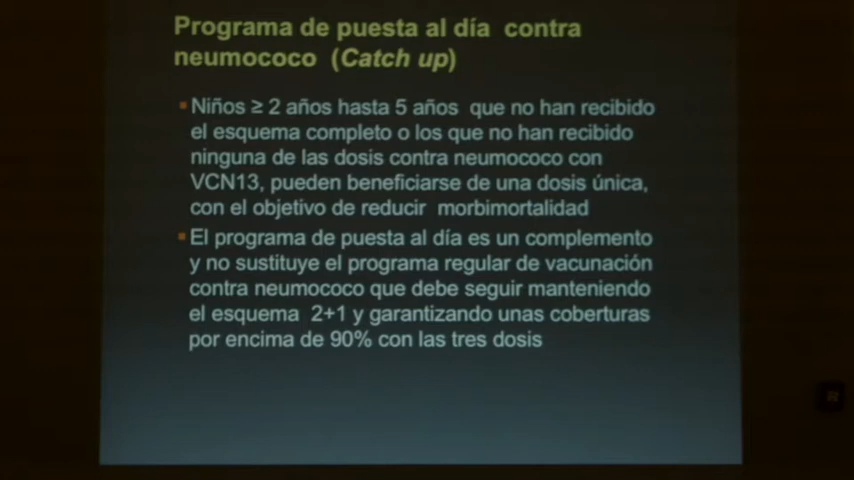 Programa de puesta al día contra
neumococo (Catch up)
Niños ≥ 2 años hasta 5 años que no han recibido
el esquema completo o los que no han recibido
ninguna de las dosis contra neumococo con
VCN13, pueden beneficiarse de una dosis única,
con el objetivo de reducir morbimortalidad
El programa de puesta al día es un complemento
y no sustituye el programa regular de vacunación
contra neumococo que debe seguir manteniendo
el esquema 2+1 y garantizando unas coberturas
por encima de 90% con las tres dosis